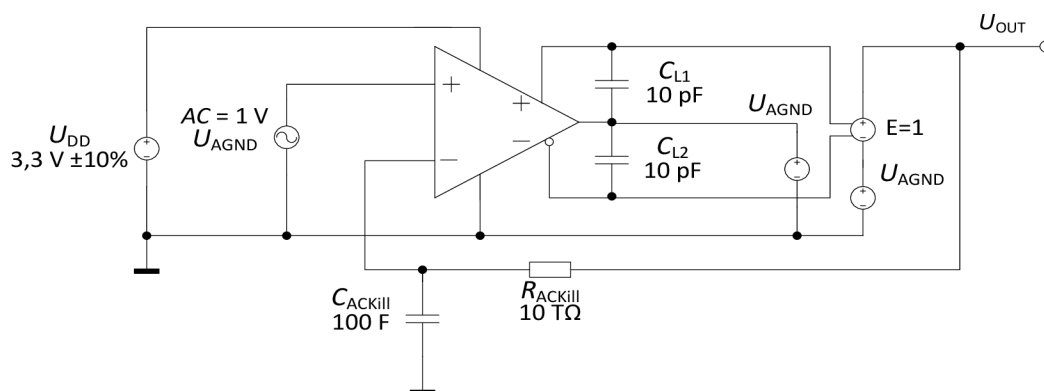 U_OUT
C_L1
10 pF
U_AGND
AC = 1 V
U_AGND
U_DD
3,3 V ±10%
E=1
C_L2
10 pF
U_AGND
C_ACKill
100 F
R_ACKill
10 TΩ